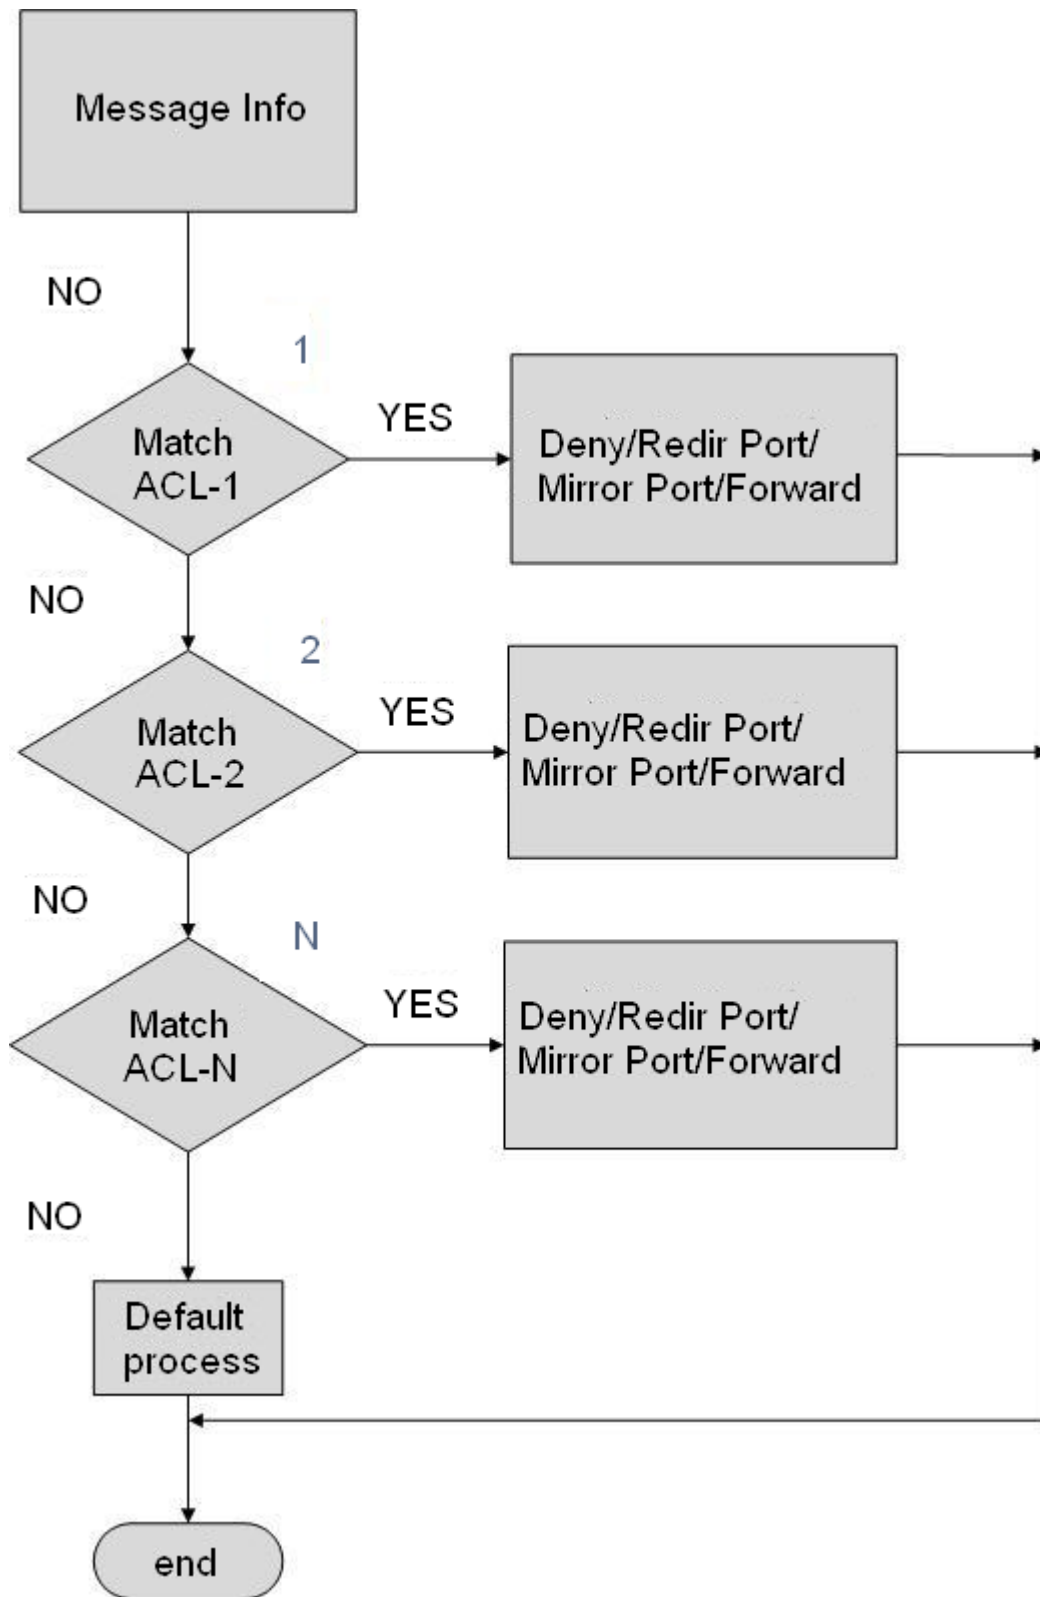 Message Info
NO
1
Match
ACL-1
YES
Deny/Redir Port/
Mirror Port/Forward
NO
2
Match
ACL-2
YES
Deny/Redir Port/
Mirror Port/Forward
NO
N
Match
ACL-N
YES
Deny/Redir Port/
Mirror Port/Forward
NO
Default
process
end